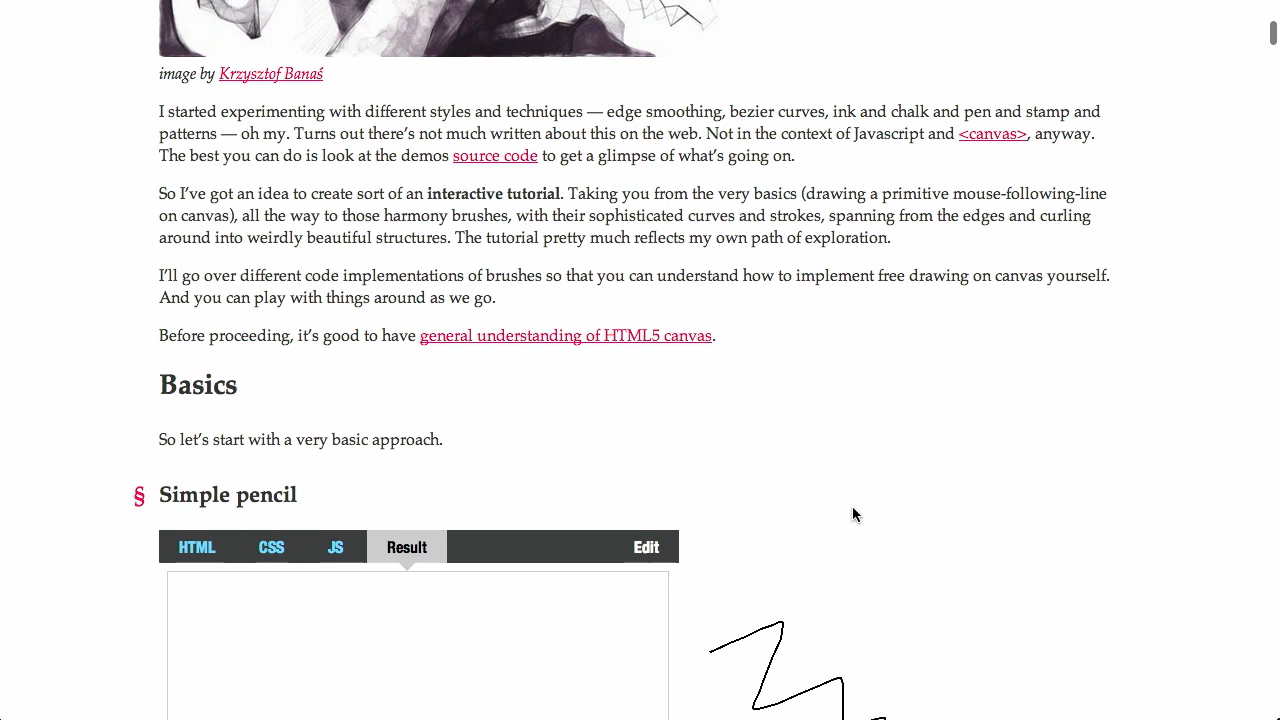 image by Krzysztof Banaś
I started experimenting with different styles and techniques — edge smoothing, bezier curves, ink and chalk and pen and stamp and
patterns — oh my. Turns out there's not much written about this on the web. Not in the context of Javascript and <canvas>, anyway.
The best you can do is look at the demos source code to get a glimpse of what's going on.
So I've got an idea to create sort of an interactive tutorial. Taking you from the very basics (drawing a primitive mouse-following-line
on canvas), all the way to those harmony brushes, with their sophisticated curves and strokes, spanning from the edges and curling
around into weirdly beautiful structures. The tutorial pretty much reflects my own path of exploration.
I'll go over different code implementations of brushes so that you can understand how to implement free drawing on canvas yourself.
And you can play with things around as we go.
Before proceeding, it's good to have general understanding of HTML5 canvas.
Basics
So let's start with a very basic approach.
§ Simple pencil
HTML CSS JS Result Edit